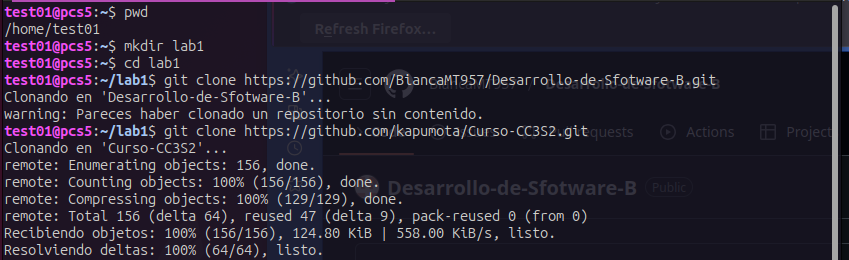 test01@pcs5:~$ pwd
/home/test01
test01@pcs5:~$ mkdir lab1
test01@pcs5:~$ cd lab1
test01@pcs5:~/lab1$ git clone https://github.com/BiancaMT957/Desarrollo-de-Sfotware-B.git
Clonando en 'Desarrollo-de-Sfotware-B'...
warning: Pareces haber clonado un repositorio sin contenido.
test01@pcs5:~/lab1$ git clone https://github.com/kapumota/Curso-CC3S2.git
Clonando en 'Curso-CC3S2'...
remote: Enumerating objects: 156, done.
remote: Counting objects: 100% (156/156), done.
remote: Compressing objects: 100% (129/129), done.
remote: Total 156 (delta 64), reused 47 (delta 9), pack-reused 0 (from 0)
Recibiendo objetos: 100% (156/156), 124.80 KiB | 558.00 KiB/s, listo.
Resolviendo deltas: 100% (64/64), listo.
Refresh Firefox...
Actions
Project
Desarrollo-de-Sfotware-B
Public